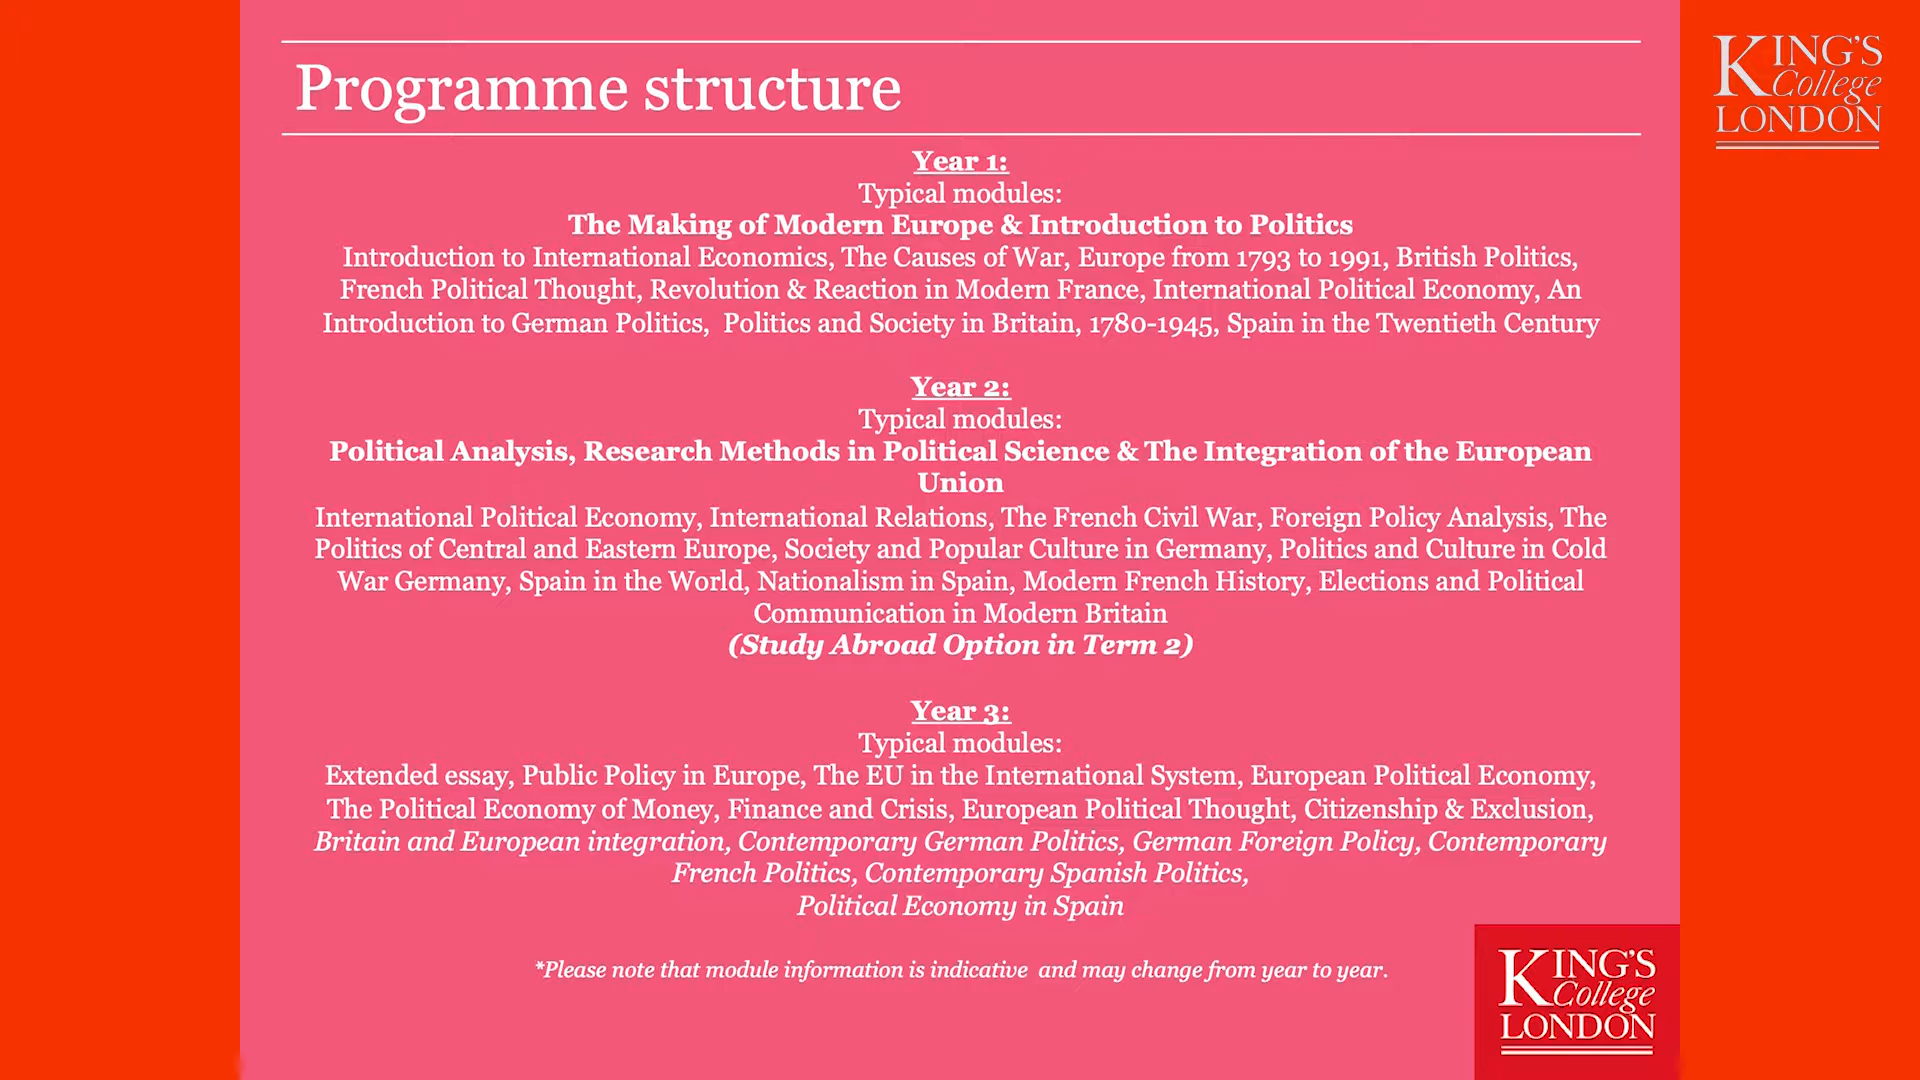 Programme structure
KING'S
College
LONDON
Year 1:
Typical modules:
The Making of Modern Europe & Introduction to Politics
Introduction to International Economics, The Causes of War, Europe from 1793 to 1991, British Politics,
French Political Thought, Revolution & Reaction in Modern France, International Political Economy, An
Introduction to German Politics,  Politics and Society in Britain, 1780-1945, Spain in the Twentieth Century
Year 2:
Typical modules:
Political Analysis, Research Methods in Political Science & The Integration of the European
Union
International Political Economy, International Relations, The French Civil War, Foreign Policy Analysis, The
Politics of Central and Eastern Europe, Society and Popular Culture in Germany, Politics and Culture in Cold
War Germany, Spain in the World, Nationalism in Spain, Modern French History, Elections and Political
Communication in Modern Britain
(Study Abroad Option in Term 2)
Year 3:
Typical modules:
Extended essay, Public Policy in Europe, The EU in the International System, European Political Economy,
The Political Economy of Money, Finance and Crisis, European Political Thought, Citizenship & Exclusion,
Britain and European integration, Contemporary German Politics, German Foreign Policy, Contemporary
French Politics, Contemporary Spanish Politics,
Political Economy in Spain
*Please note that module information is indicative  and may change from year to year.
KING'S
College
LONDON